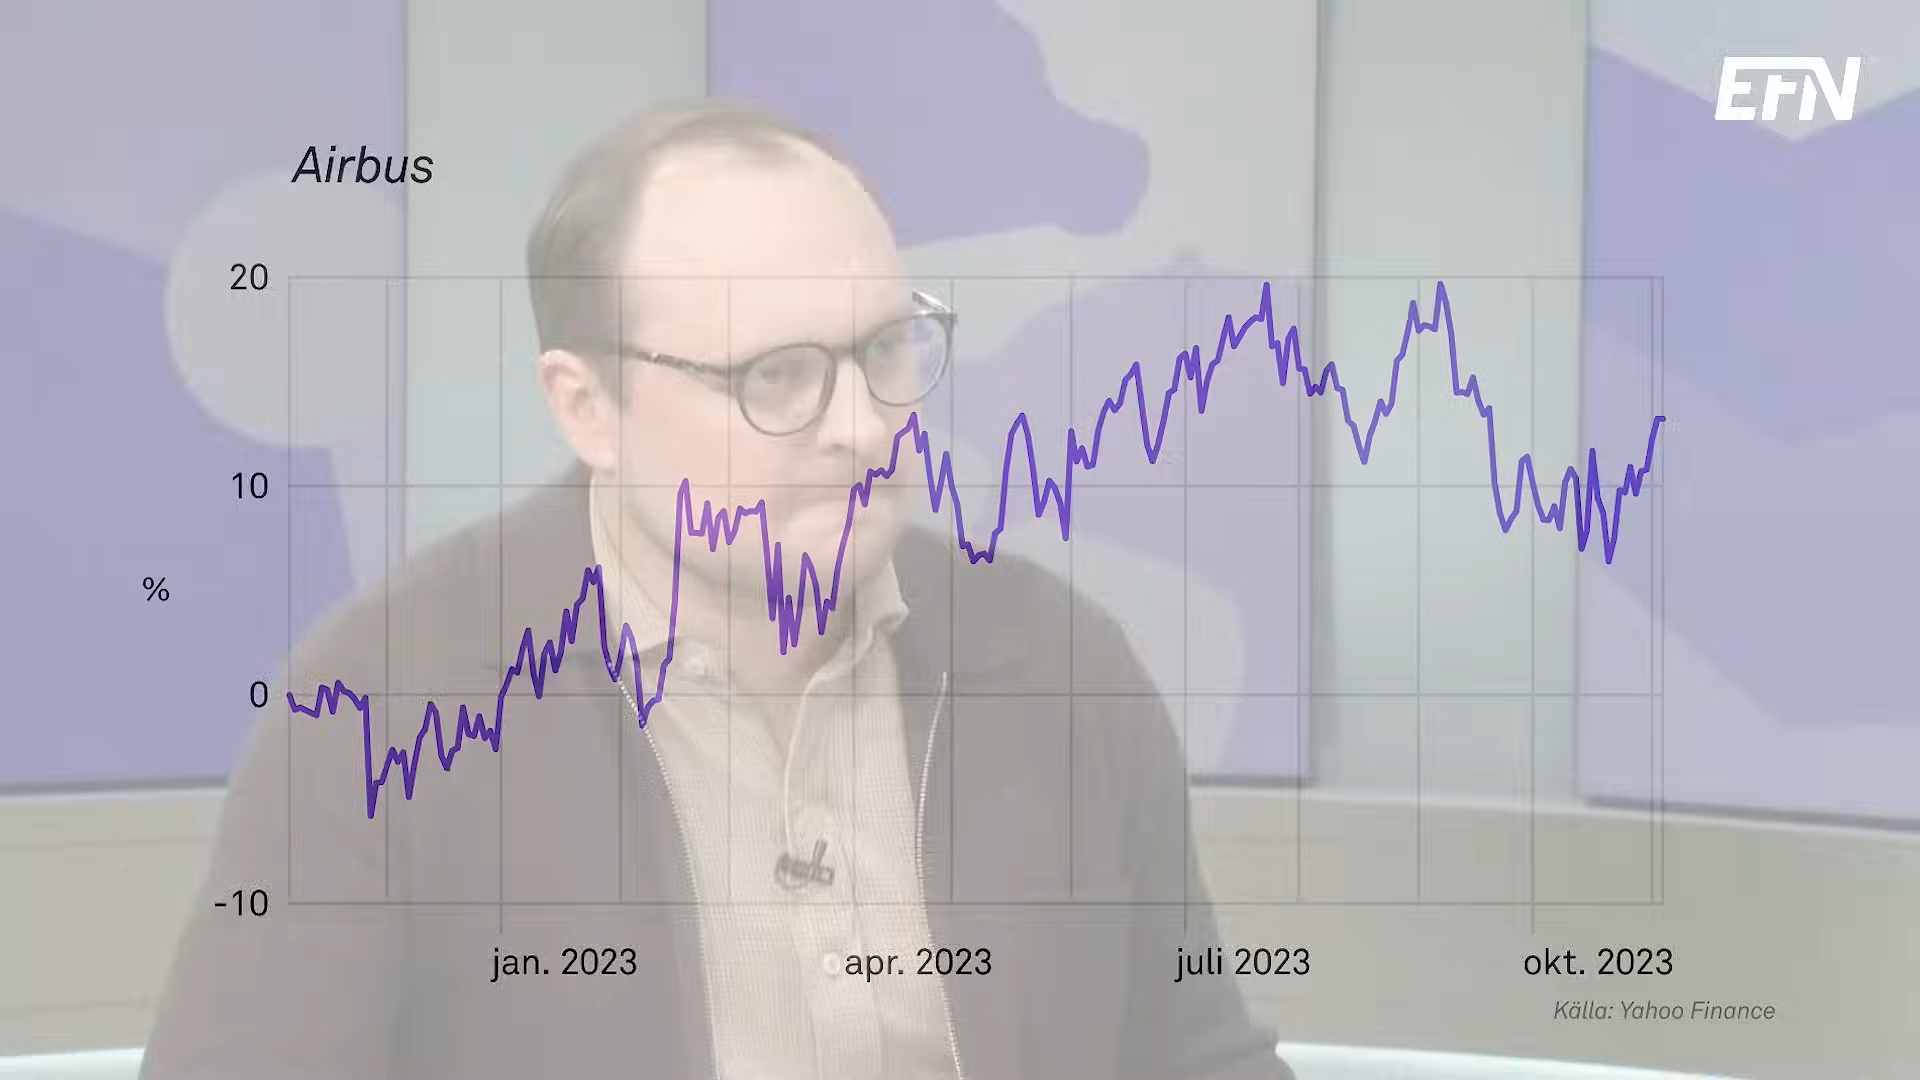 EFN
Airbus
20
10
%
0
-10
jan. 2023 apr. 2023 juli 2023 okt. 2023
Källa: Yahoo Finance